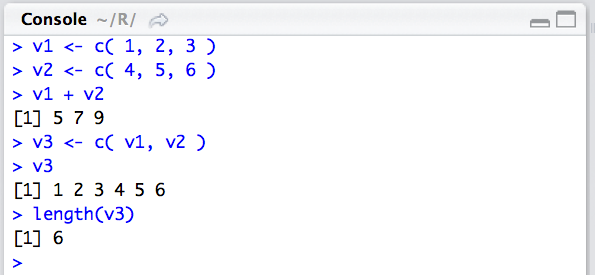 Console ~/R/
> v1 <- c( 1, 2, 3 )
> v2 <- c( 4, 5, 6 )
> v1 + v2
[1] 5 7 9
> v3 <- c( v1, v2 )
> v3
[1] 1 2 3 4 5 6
> length(v3)
[1] 6
>